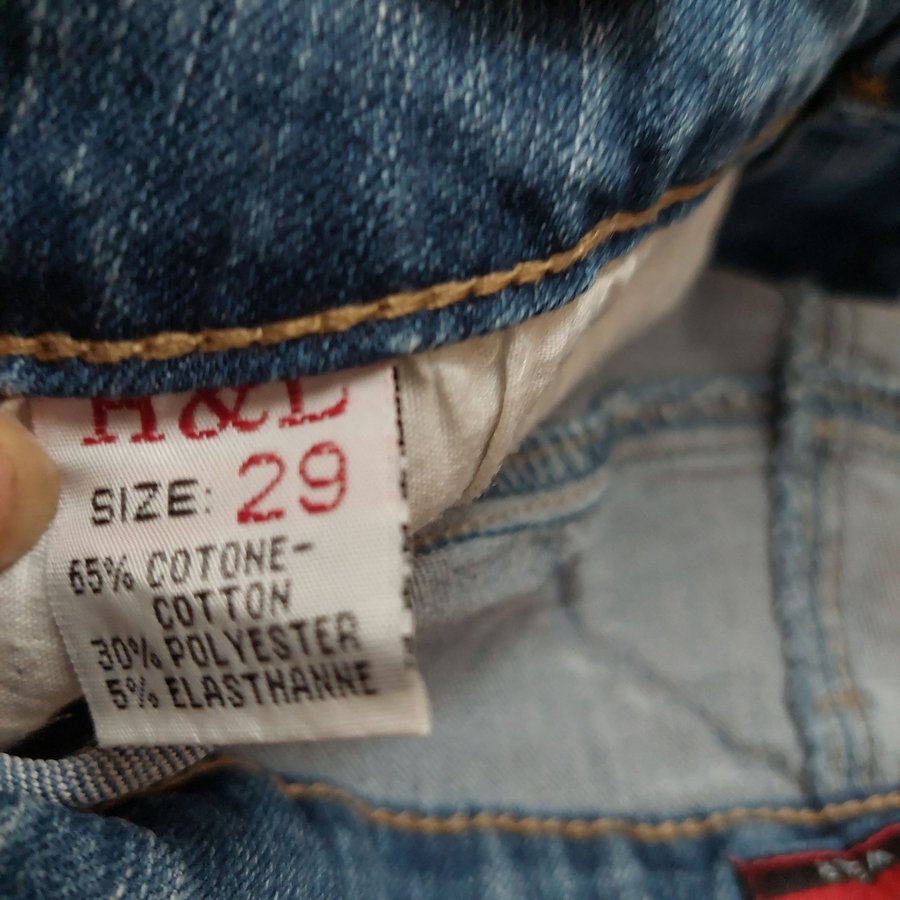 H&L
SIZE: 29
65% COTONE-
COTTON
30% POLYESTER
5% ELASTHANNE